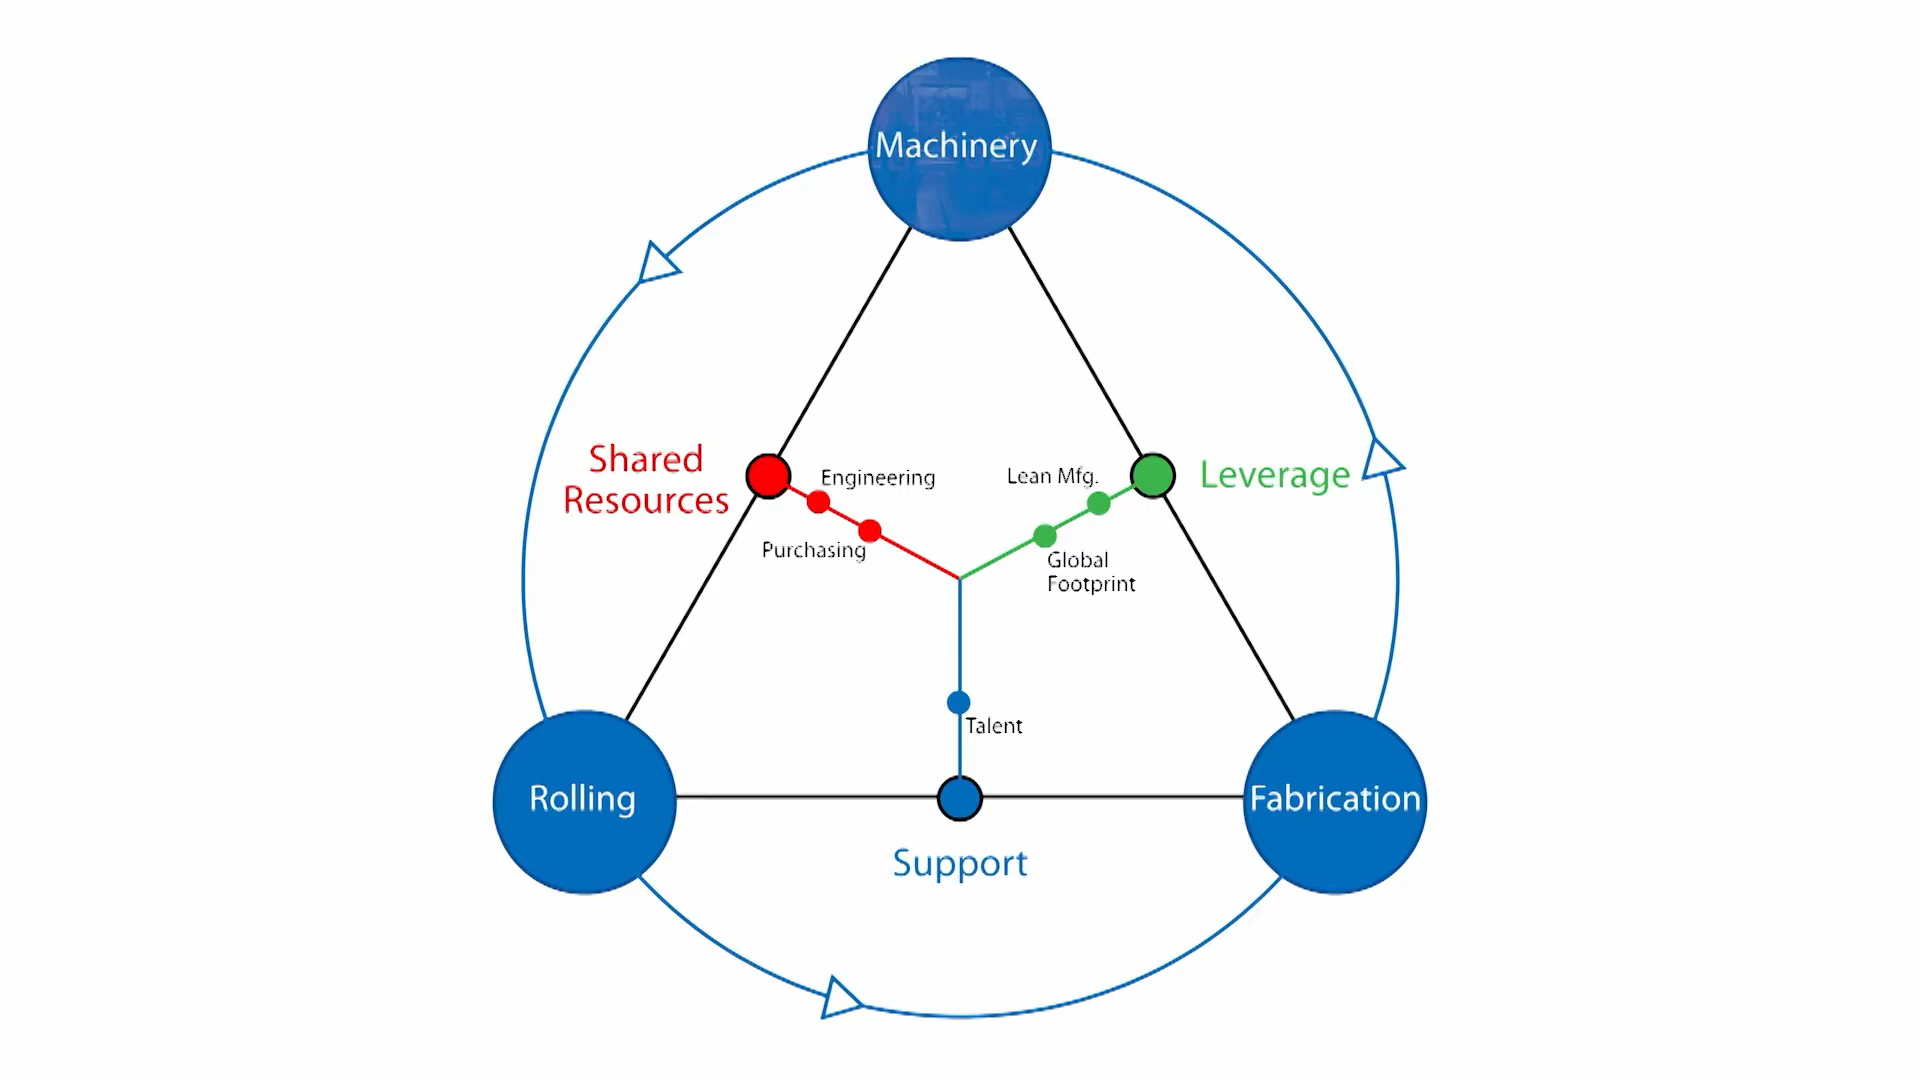 Machinery
Shared
Resources
Engineering
Purchasing
Lean Mfg.
Global
Footprint
Leverage
Talent
Rolling
Fabrication
Support